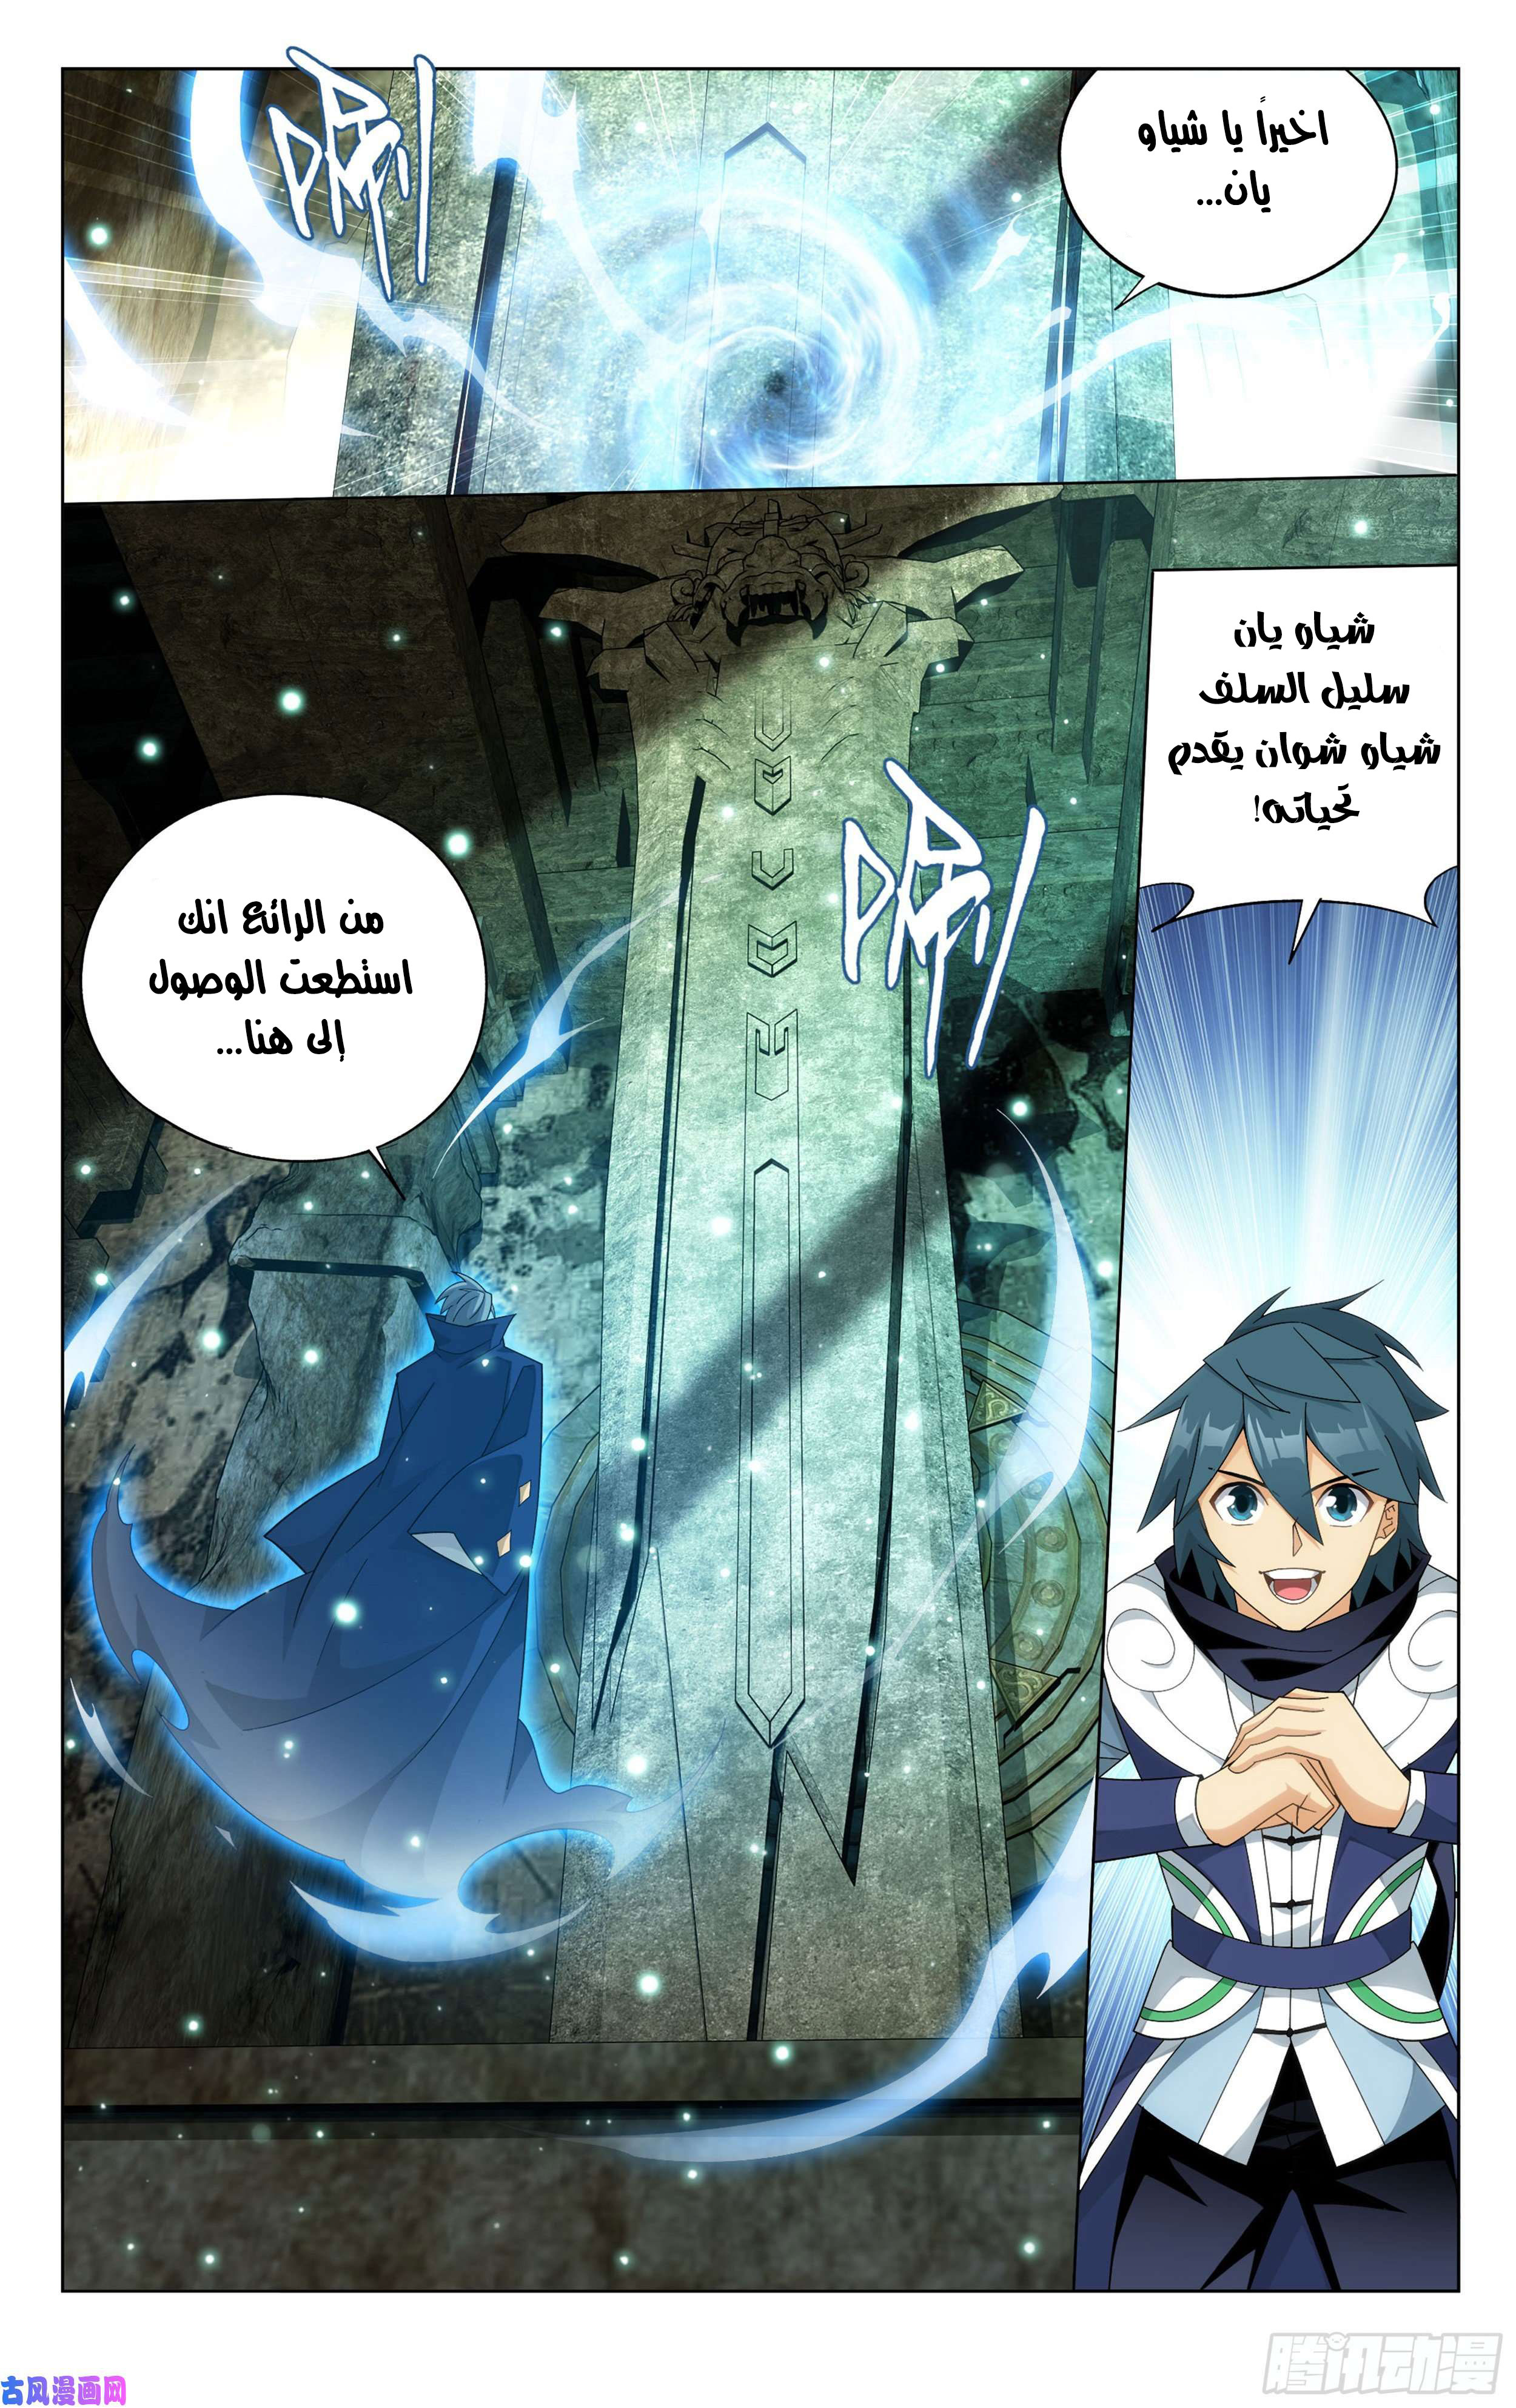 اخيراً يا شياو
يان...
شياو يان
سليل السلف
شياو شوان يقدم
تحياته!
من الرائع انك
استطعت الوصول
إلى هنا...
腾讯动漫
古风漫画网